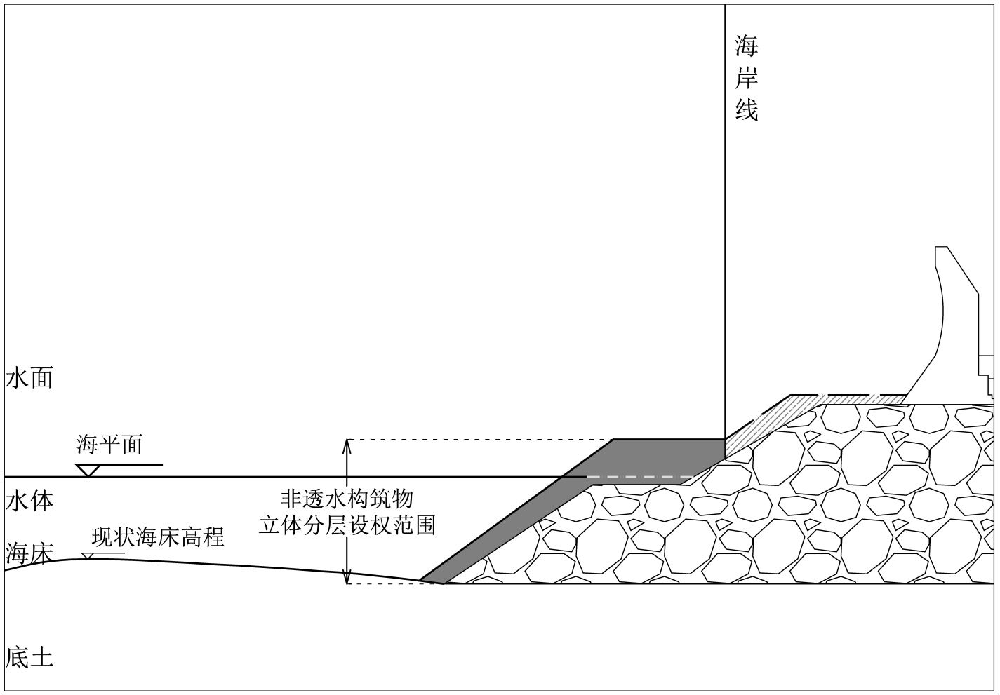 海岸线
水面
海平面
水体
非透水构筑物
立体分层设权范围
现状海床高程
海床
底土